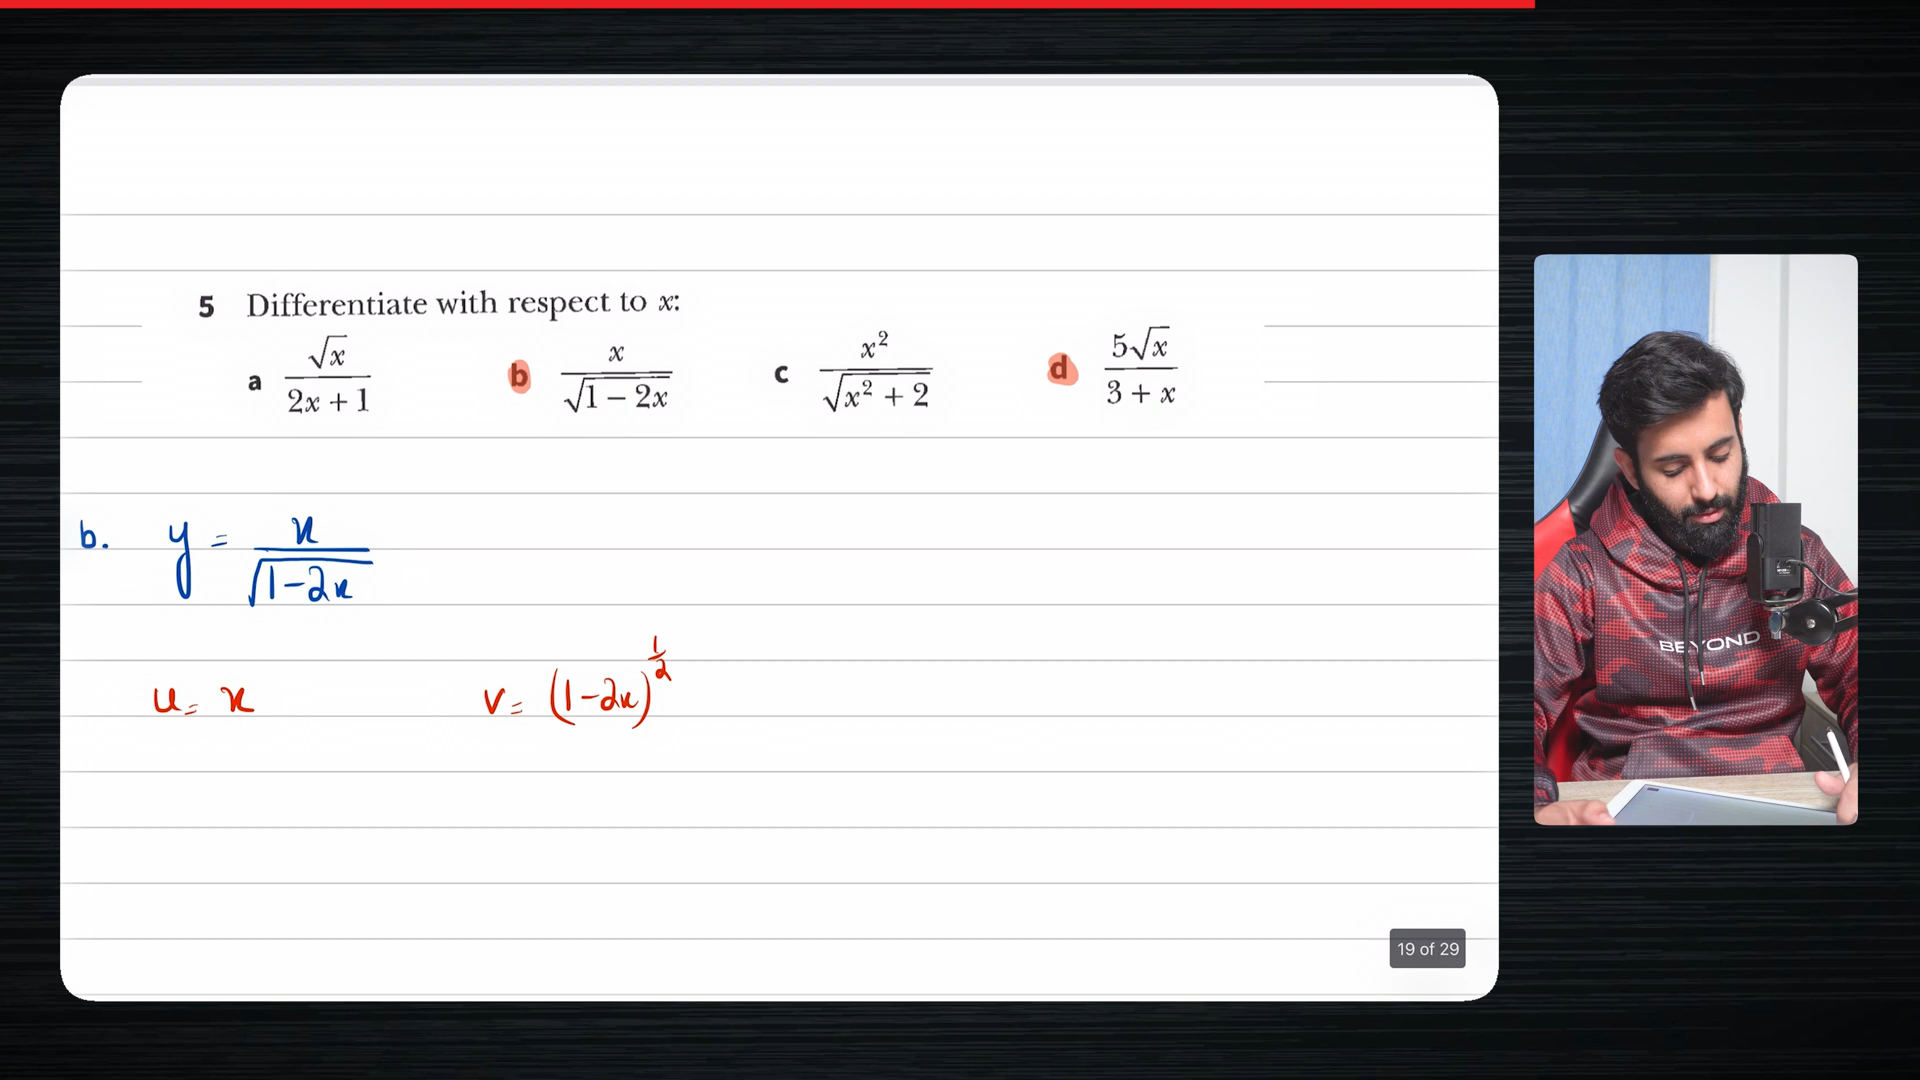 5 Differentiate with respect to x:
a √x / (2x + 1) b x / √(1 − 2x) c x² / √(x² + 2) d 5√x / (3 + x)
b. y = x / √(1−2x)
u = x v = (1−2x)^(1/2)
BEYOND
19 of 29